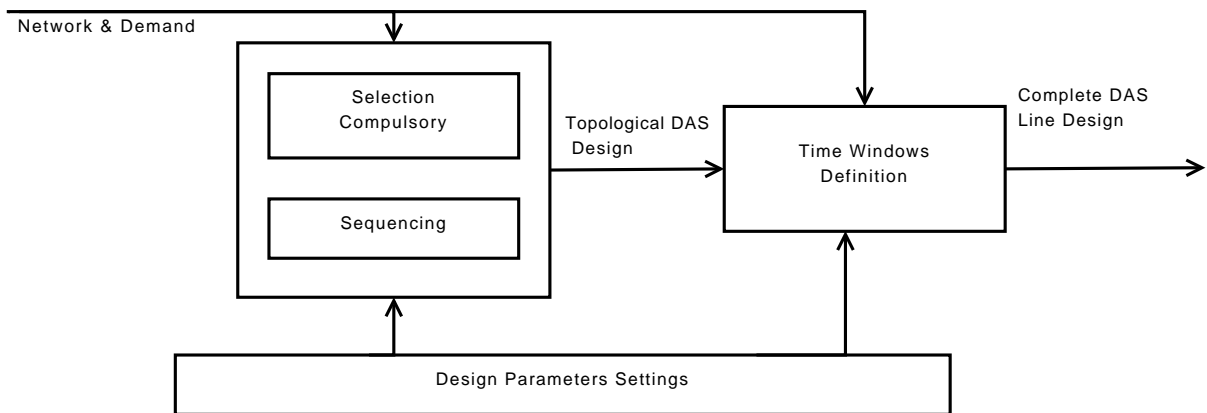 Network & Demand
Selection
Compulsory
Sequencing
Topological DAS
Design
Time Windows
Definition
Complete DAS
Line Design
Design Parameters Settings